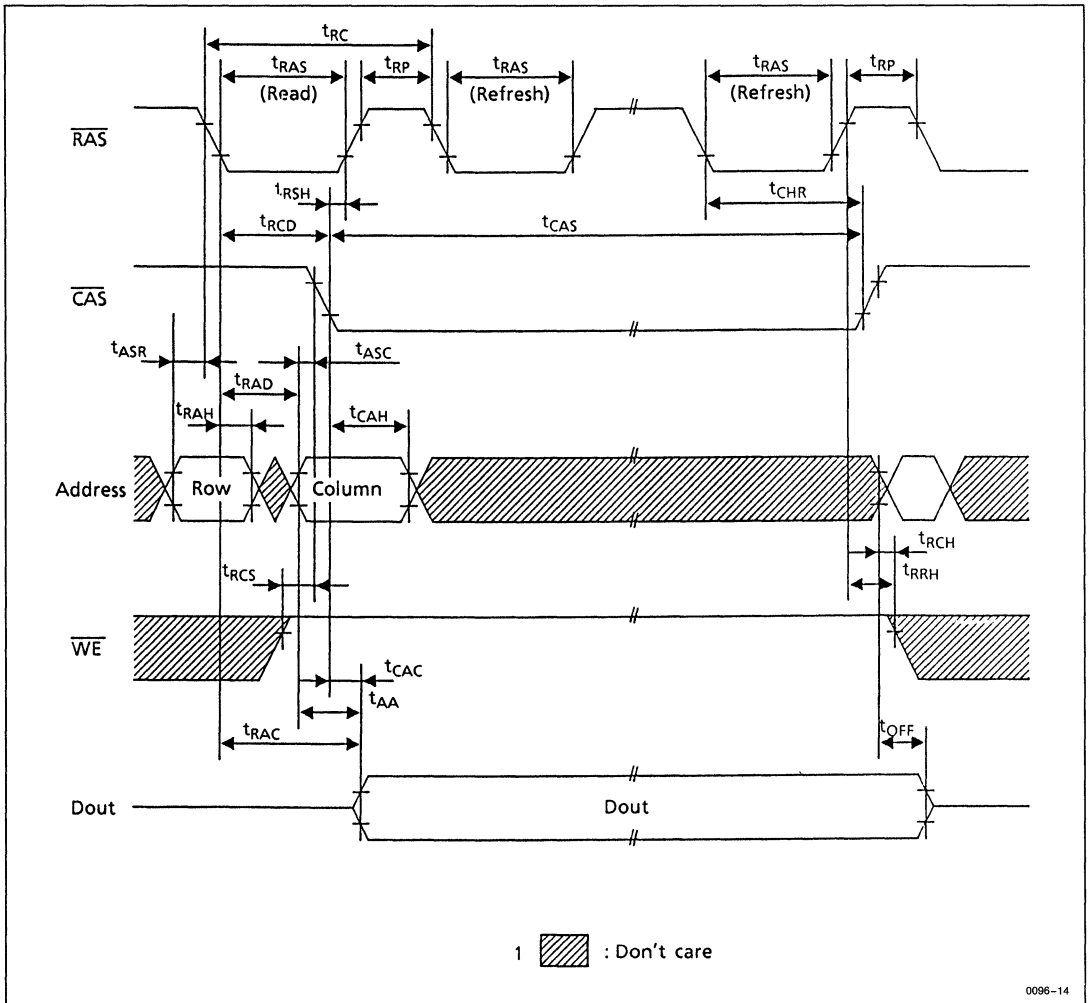 tRC
tRAS tRP tRAS tRAS tRP
(Read) (Refresh) (Refresh)
RAS
tRSH
tCHR
tRCD tCAS
CAS
tASR tASC
tRAD
tRAH tCAH
Address Row Column
tRCH
tRCS tRRH
WE
tCAC
tAA
tRAC tOFF
Dout Dout
1 : Don't care
0096-14